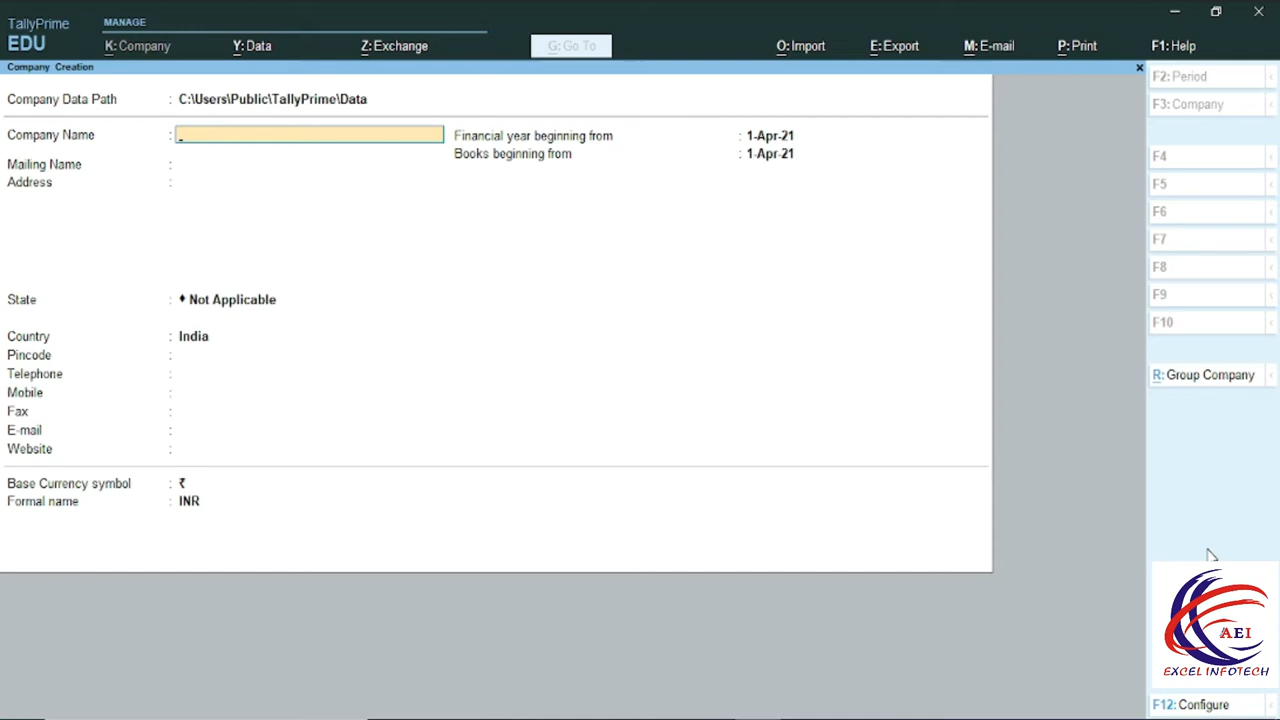 TallyPrime
EDU
MANAGE
K: Company
Y: Data
Z: Exchange
G: Go To
O: Import
E: Export
M: E-mail
P: Print
F1: Help
Company Creation
x
Company Data Path : C:\Users\Public\TallyPrime\Data
Company Name :
Financial year beginning from : 1-Apr-21
Books beginning from : 1-Apr-21
Mailing Name :
Address :
State : ♦ Not Applicable
Country : India
Pincode :
Telephone :
Mobile :
Fax :
E-mail :
Website :
Base Currency symbol : ₹
Formal name : INR
F2: Period
F3: Company
F4
F5
F6
F7
F8
F9
F10
R: Group Company
AEI
EXCEL INFOTECH
F12: Configure